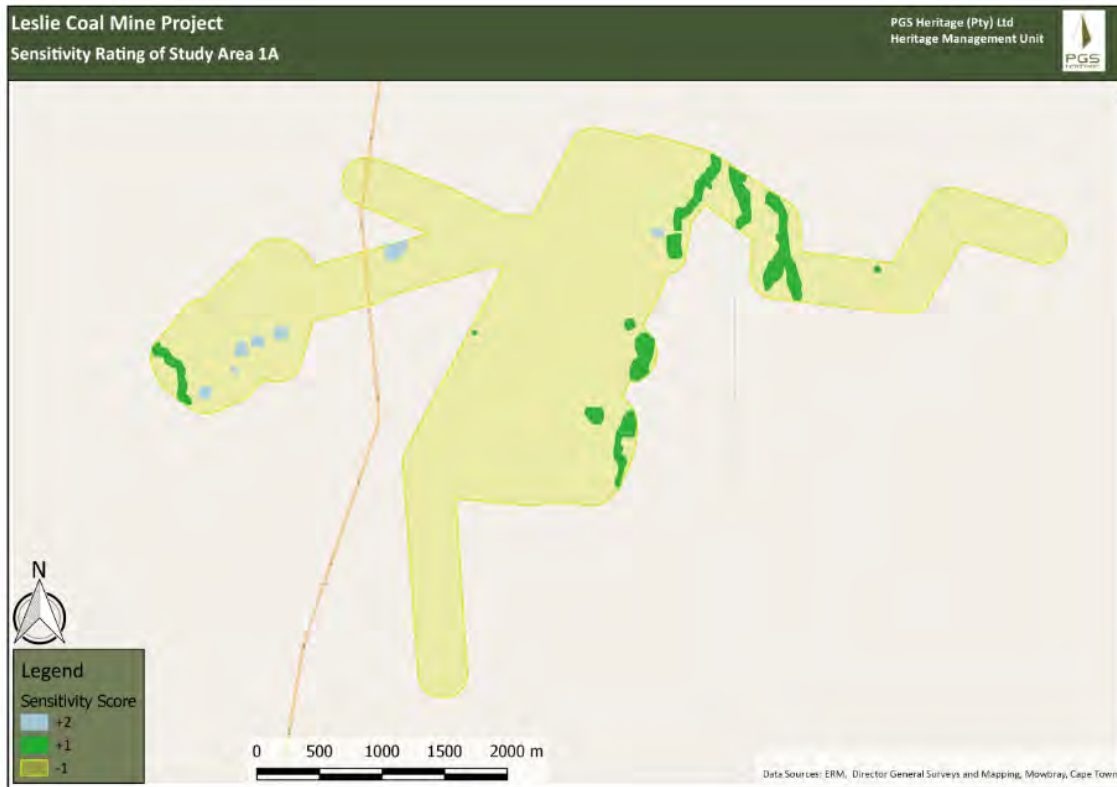 Leslie Coal Mine Project
Sensitivity Rating of Study Area 1A
PGS Heritage (Pty) Ltd
Heritage Management Unit
PGS
N
Legend
Sensitivity Score
+2
+1
-1
0 500 1000 1500 2000 m
Data Sources: ERM, Director General Surveys and Mapping, Mowbray, Cape Town